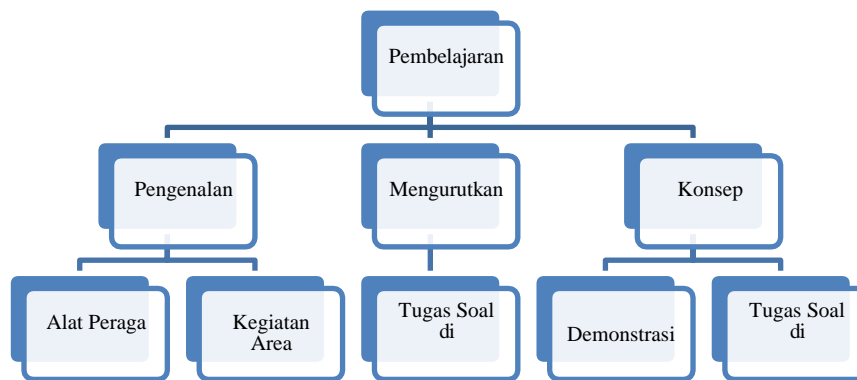 Pembelajaran
Pengenalan
Mengurutkan
Konsep
Alat Peraga
Kegiatan
Area
Tugas Soal
di
Demonstrasi
Tugas Soal
di